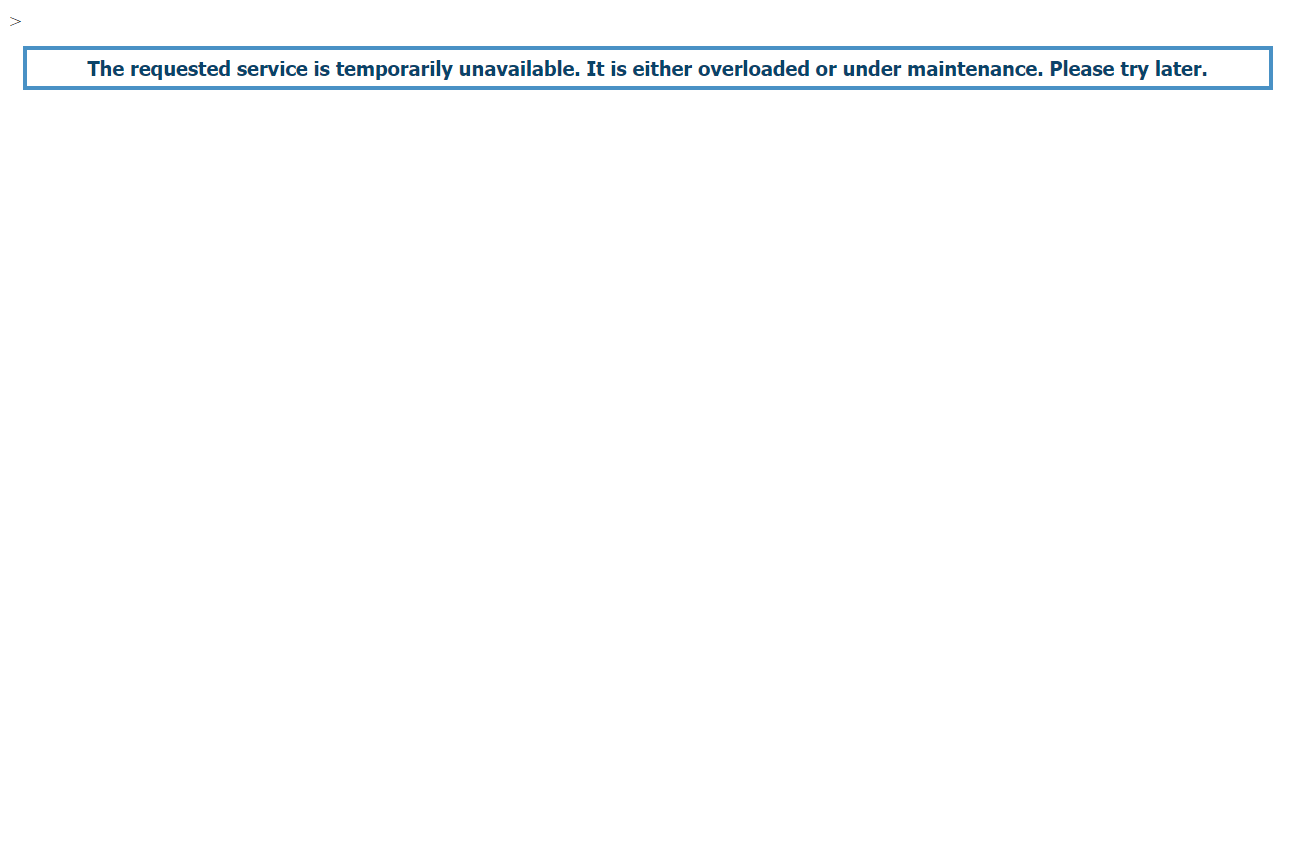 >
The requested service is temporarily unavailable. It is either overloaded or under maintenance. Please try later.